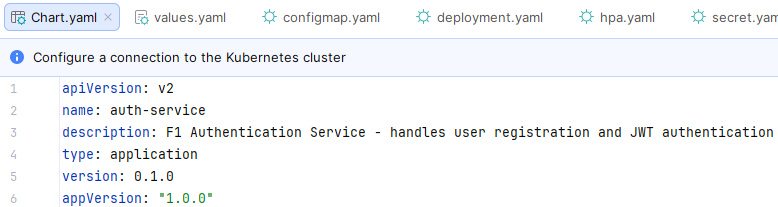 Chart.yaml values.yaml configmap.yaml deployment.yaml hpa.yaml secret.yam
Configure a connection to the Kubernetes cluster
1 apiVersion: v2
2 name: auth-service
3 description: F1 Authentication Service - handles user registration and JWT authentication
4 type: application
5 version: 0.1.0
6 appVersion: "1.0.0"